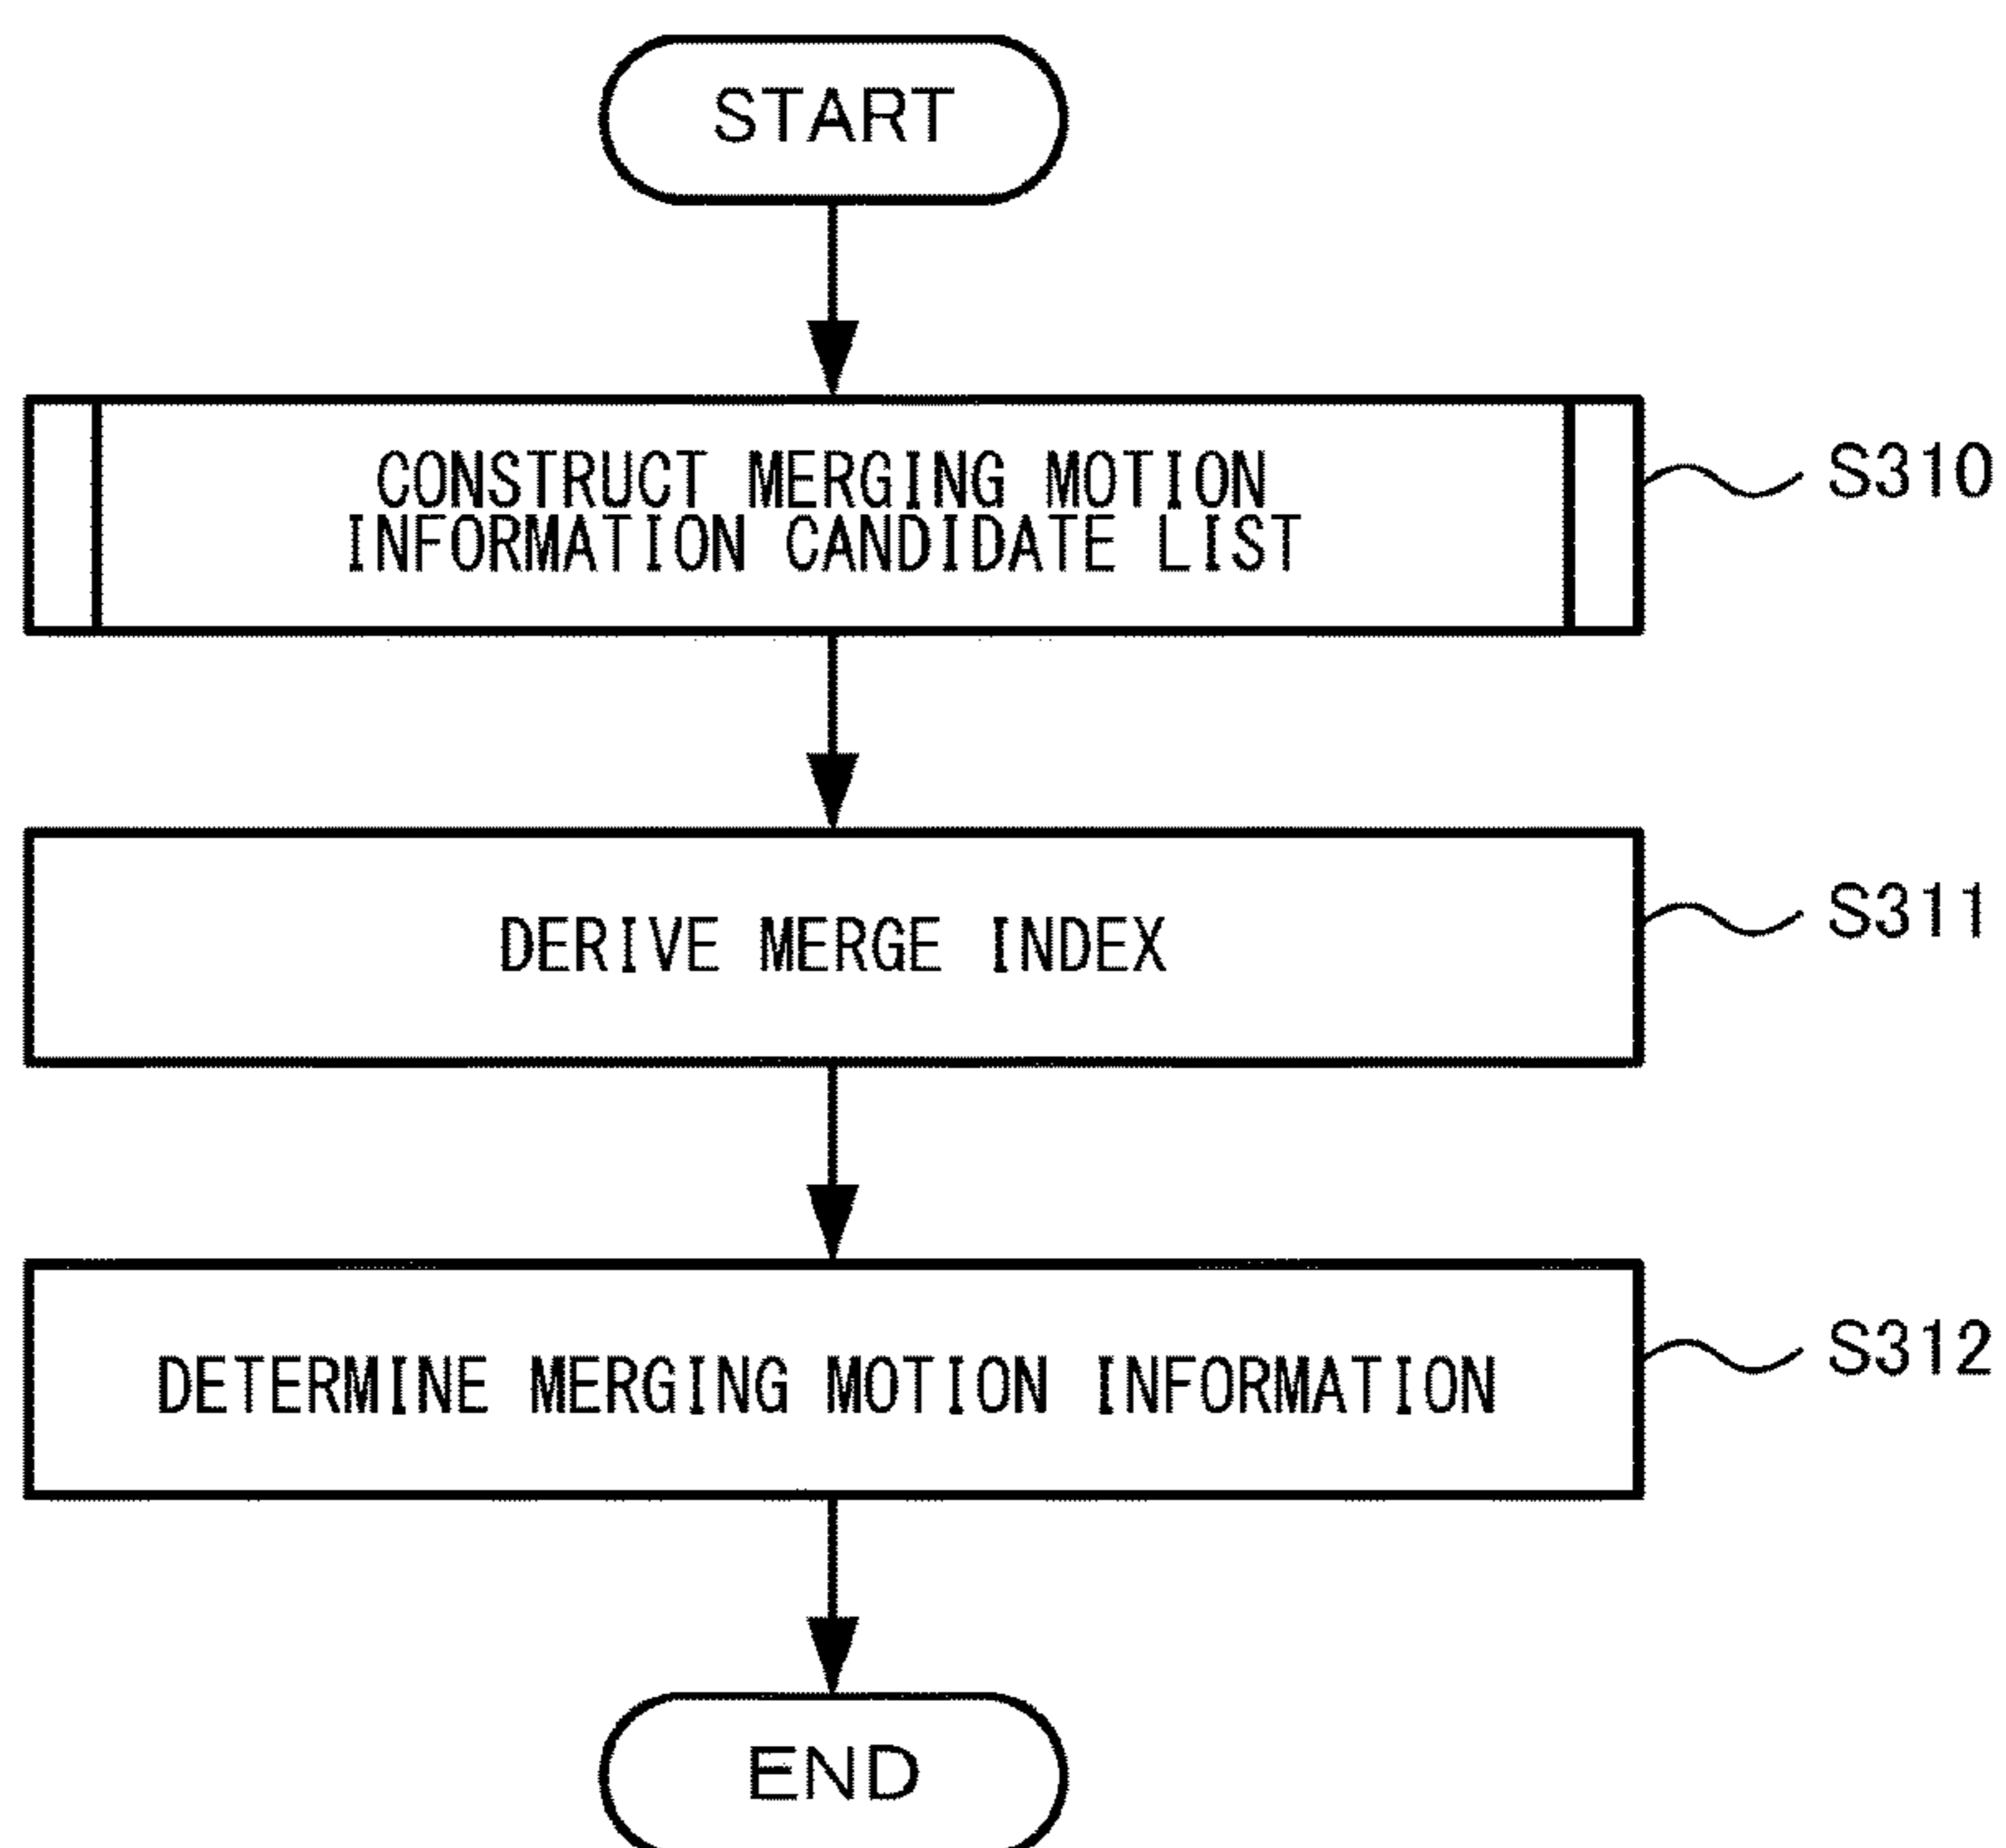 START
CONSTRUCT MERGING MOTION
INFORMATION CANDIDATE LIST
S310
DERIVE MERGE INDEX
S311
DETERMINE MERGING MOTION INFORMATION
S312
END